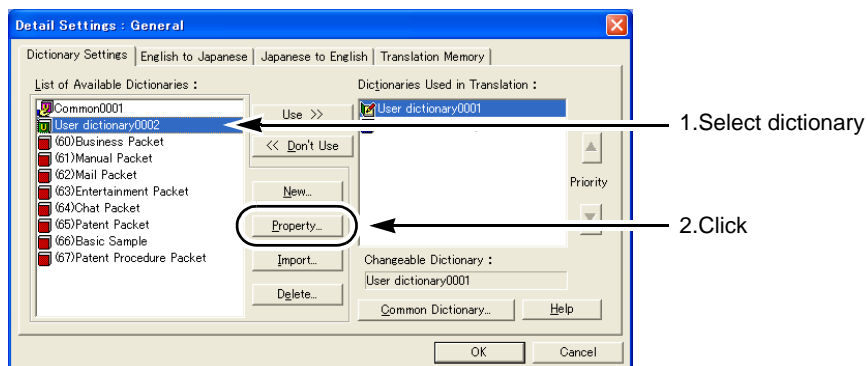 Detail Settings : General
Dictionary Settings English to Japanese Japanese to English Translation Memory
List of Available Dictionaries :
Common0001
User dictionary0002
(60)Business Packet
(61)Manual Packet
(62)Mail Packet
(63)Entertainment Packet
(64)Chat Packet
(65)Patent Packet
(66)Basic Sample
(67)Patent Procedure Packet
Use >>
<< Don't Use
New...
Property...
Import...
Delete...
Dictionaries Used in Translation :
User dictionary0001
Priority
Changeable Dictionary :
User dictionary0001
Common Dictionary... Help
OK Cancel
1.Select dictionary
2.Click